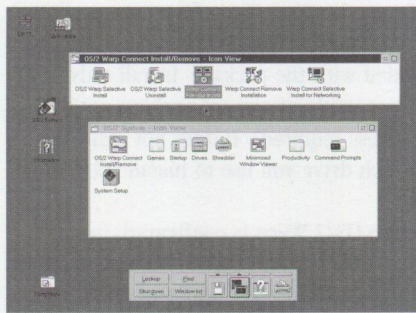 OS/2 Warp Connect Install/Remove - Icon View
OS/2 Warp Selective Install
OS/2 Warp Selective Uninstall
Warp Connect Remove Installation
Warp Connect Selective Install for Networking
OS/2 System - Icon View
OS/2 Warp Connect Install/Remove
Games
Startup
Drives
Shredder
Minimized Window Viewer
Productivity
Command Prompts
System Setup
Lockup
Find
Shut down
Window list